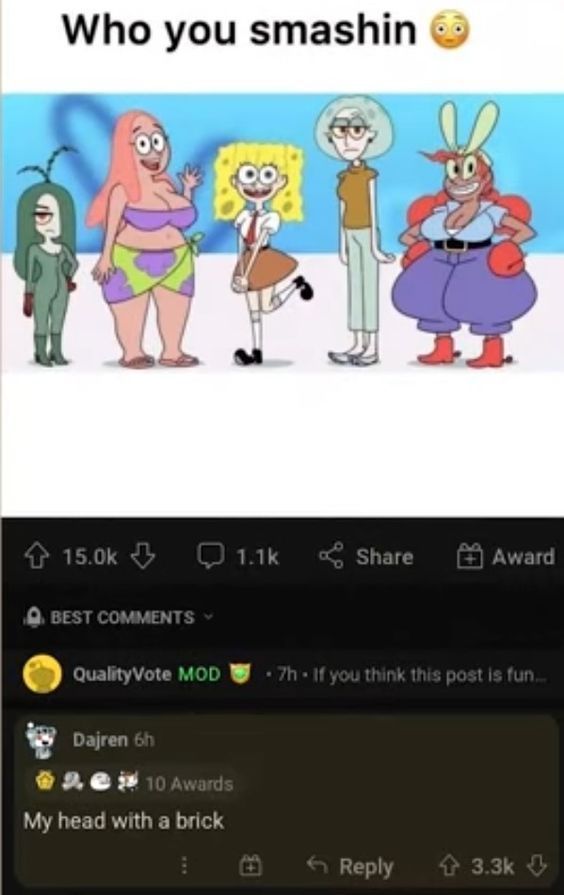 Who you smashin 😳
15.0k 1.1k Share Award
BEST COMMENTS
QualityVote MOD • 7h • If you think this post is fun...
Dajren 6h
10 Awards
My head with a brick
Reply 3.3k